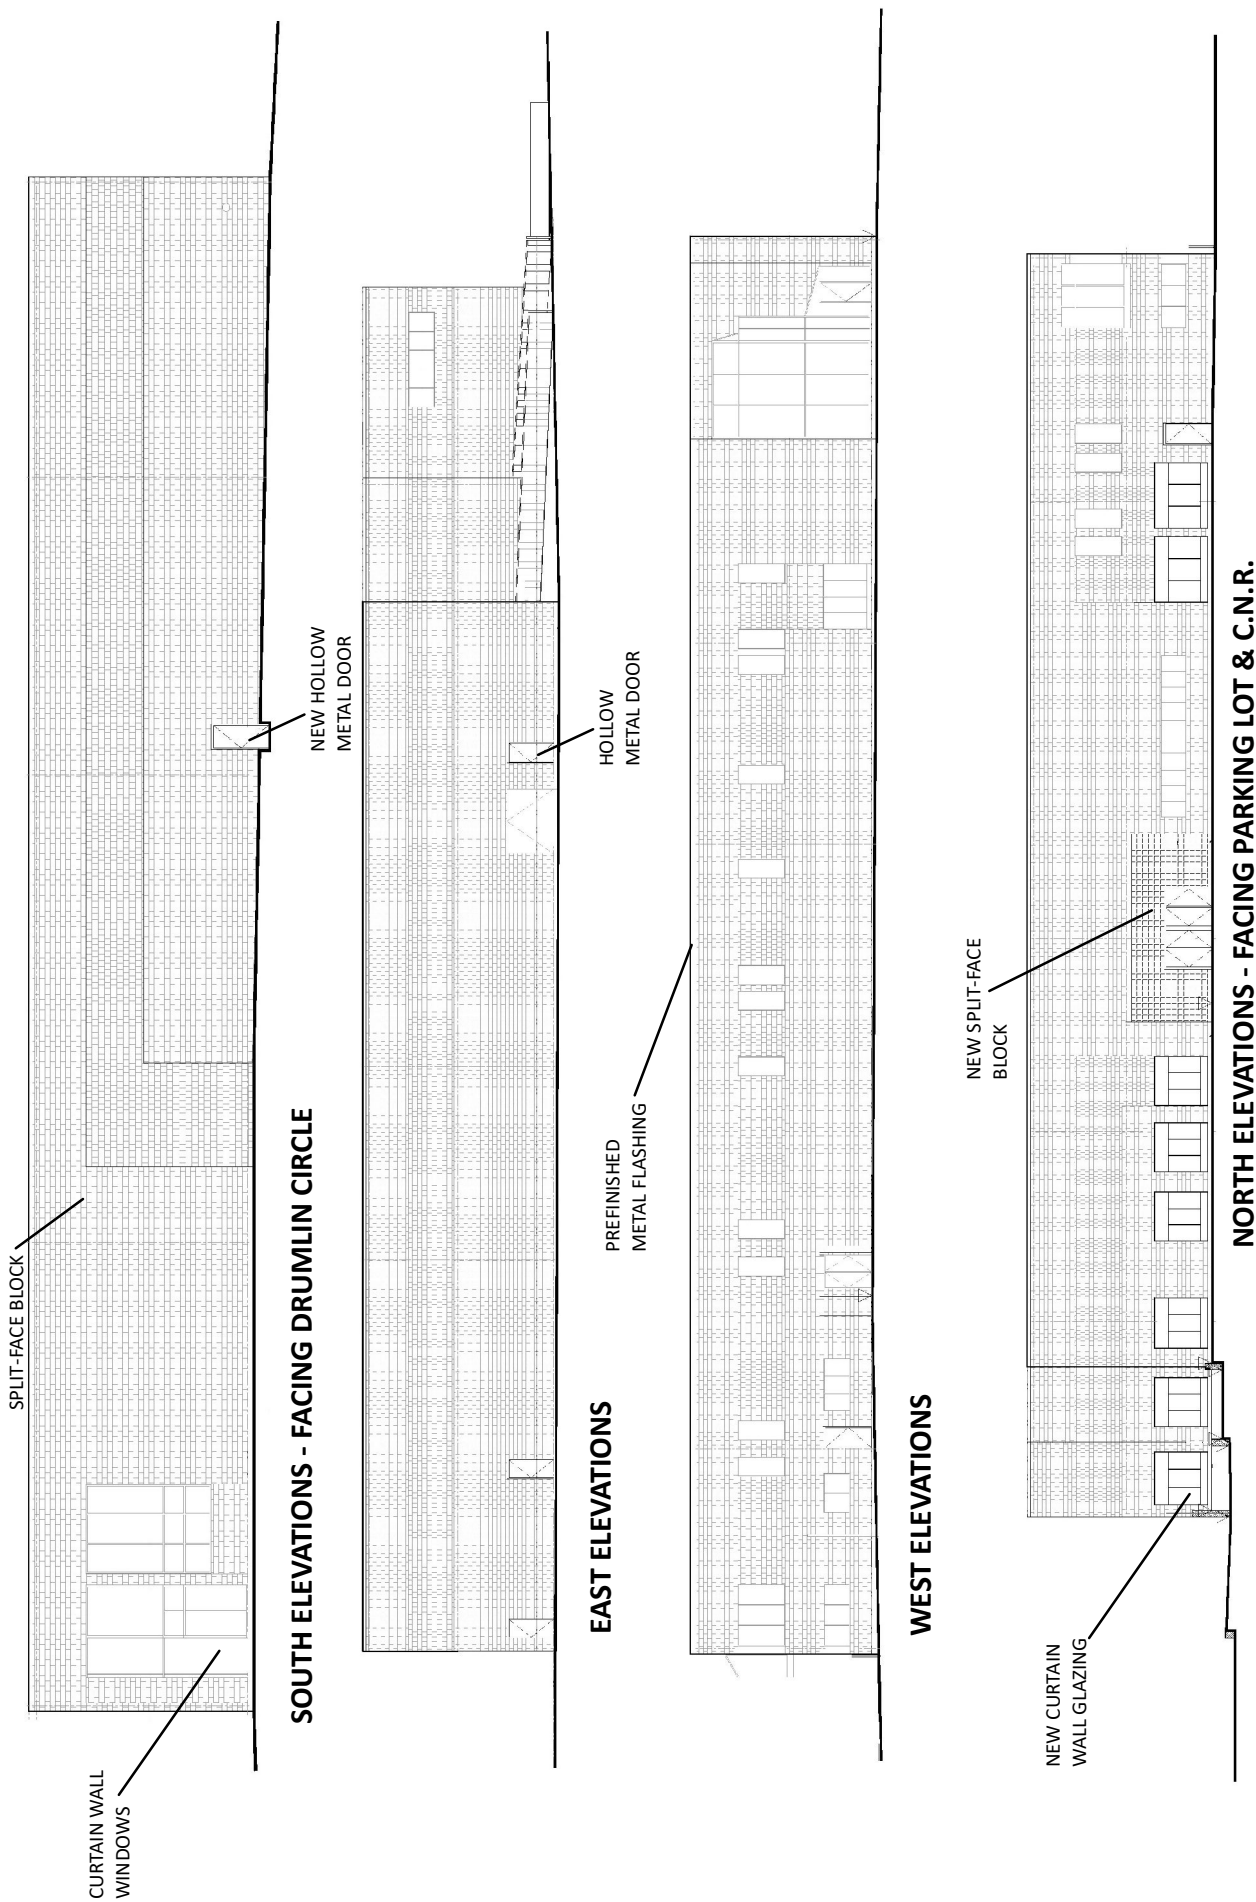 SPLIT-FACE BLOCK
CURTAIN WALL
WINDOWS
NEW HOLLOW
METAL DOOR
SOUTH ELEVATIONS - FACING DRUMLIN CIRCLE
HOLLOW
METAL DOOR
EAST ELEVATIONS
PREFINISHED
METAL FLASHING
WEST ELEVATIONS
NEW SPLIT-FACE
BLOCK
NEW CURTAIN
WALL GLAZING
NORTH ELEVATIONS - FACING PARKING LOT & C.N.R.